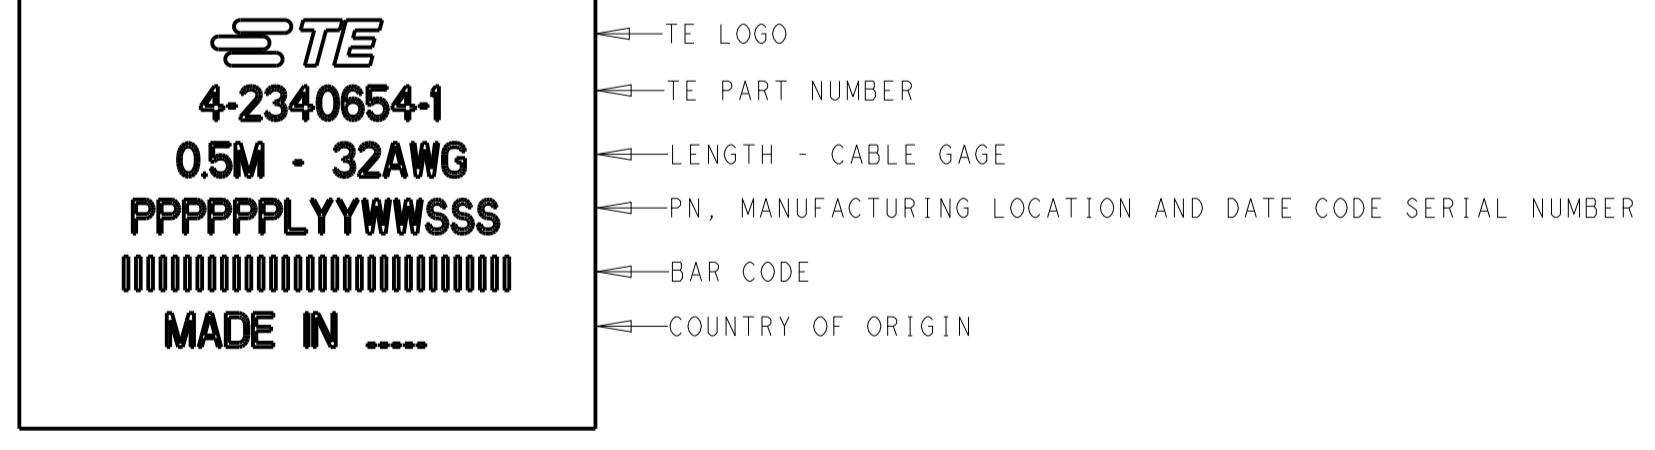 TE
TE LOGO
4-2340654-1
TE PART NUMBER
0.5M - 32AWG
LENGTH - CABLE GAGE
PPPPPPLYYWWSSS
PN, MANUFACTURING LOCATION AND DATE CODE SERIAL NUMBER
BAR CODE
MADE IN _____
COUNTRY OF ORIGIN